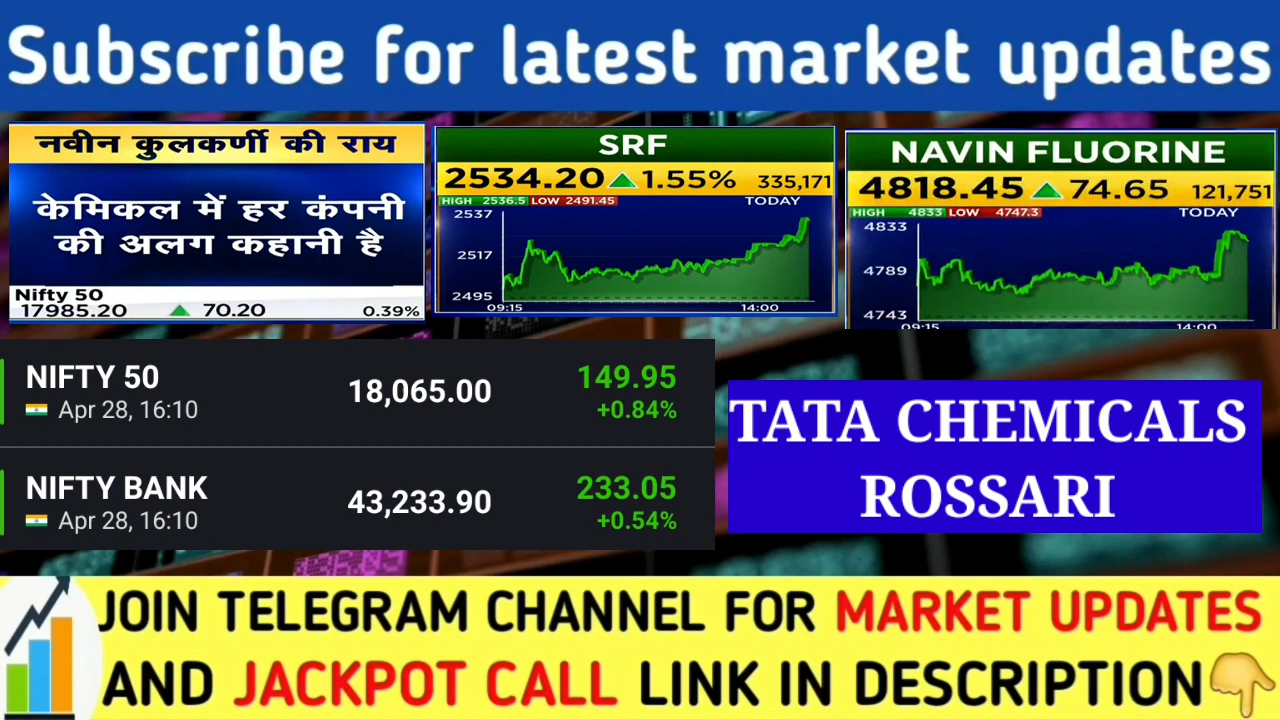 Subscribe for latest market updates
नवीन कुलकर्णी की राय
केमिकल में हर कंपनी
की अलग कहानी है
Nifty 50
17985.20 ▲ 70.20 0.39%
SRF
2534.20 ▲ 1.55% 335,171
HIGH 2536.5 LOW 2491.45 TODAY
2537
2517
2495
09:15 14:00
NAVIN FLUORINE
4818.45 ▲ 74.65 121,751
HIGH 4833 LOW 4747.3 TODAY
4833
4789
4743
09:15 14:00
NIFTY 50 18,065.00 149.95
Apr 28, 16:10 +0.84%
NIFTY BANK 43,233.90 233.05
Apr 28, 16:10 +0.54%
TATA CHEMICALS
ROSSARI
JOIN TELEGRAM CHANNEL FOR MARKET UPDATES
AND JACKPOT CALL LINK IN DESCRIPTION👇